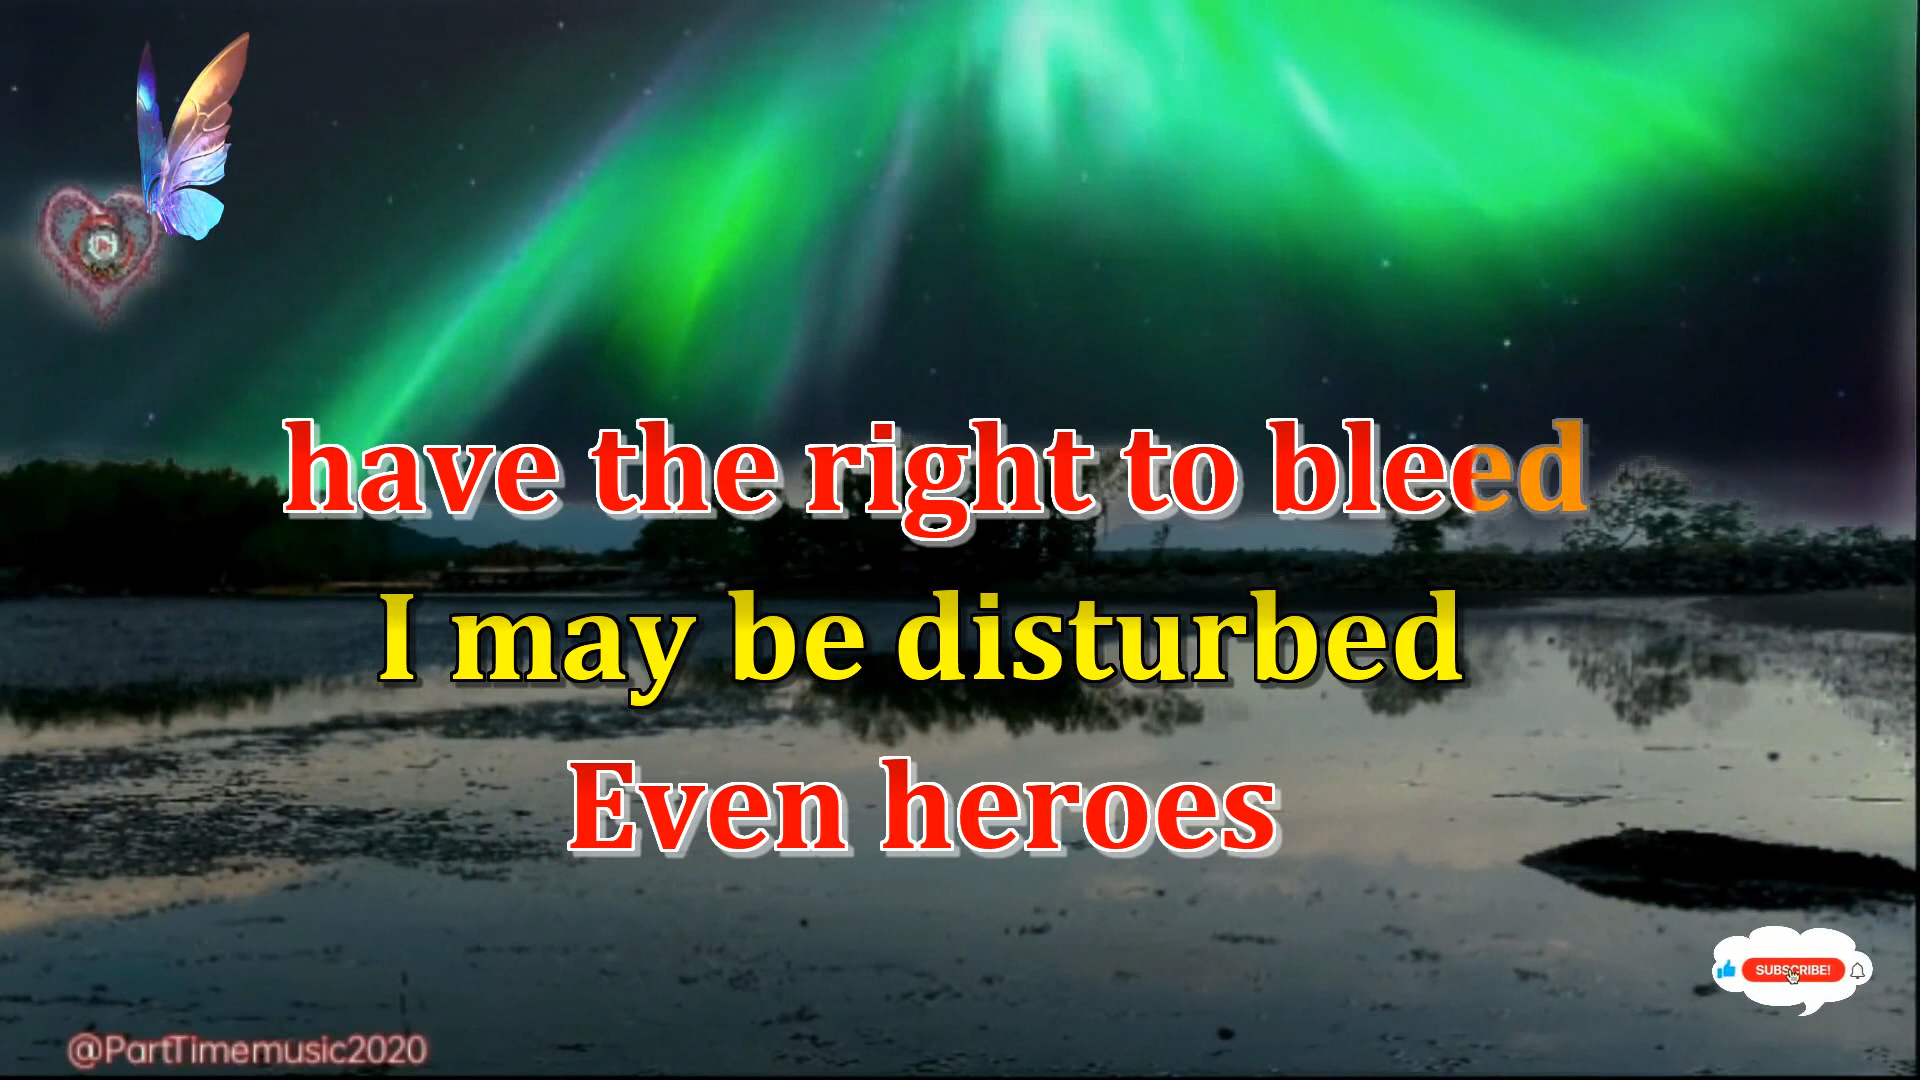 have the right to bleed
I may be disturbed
Even heroes
SUBSCRIBE!
@PartTimemusic2020